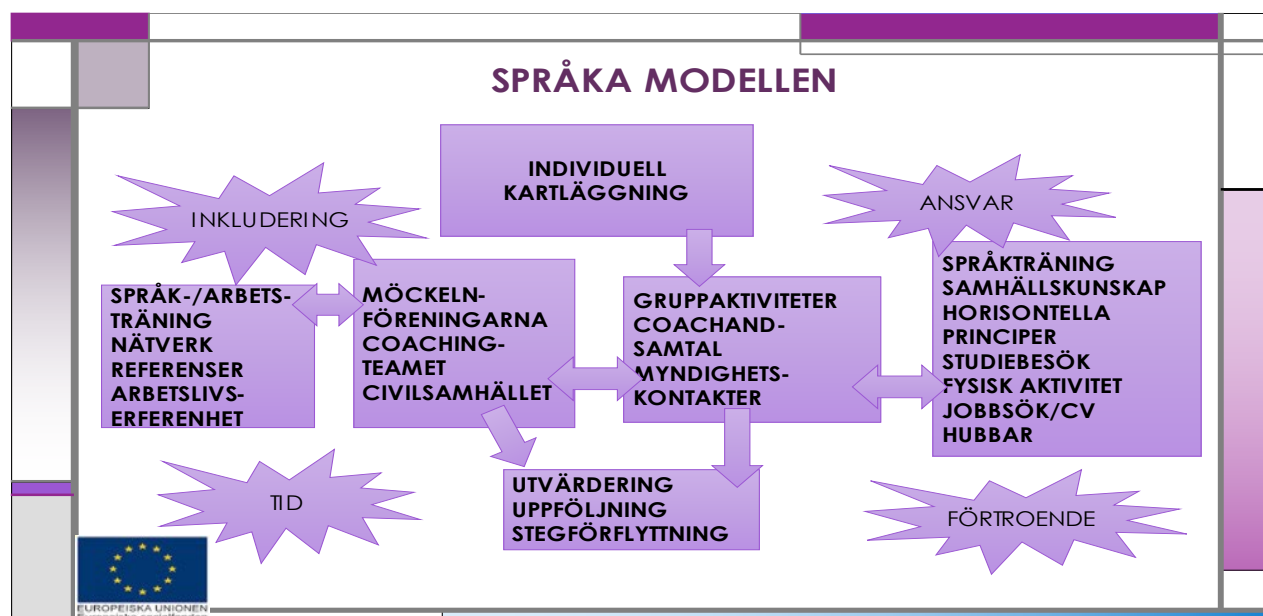 SPRÅKA MODELLEN
INDIVIDUELL
KARTLÄGGNING
INKLUDERING
ANSVAR
SPRÅK-/ARBETS-
TRÄNING
NÄTVERK
REFERENSER
ARBETSLIVS-
ERFERENHET
MÖCKELN-
FÖRENINGARNA
COACHING-
TEAMET
CIVILSAMHÄLLET
GRUPPAKTIVITETER
COACHAND-
SAMTAL
MYNDIGHETS-
KONTAKTER
SPRÅKTRÄNING
SAMHÄLLSKUNSKAP
HORISONTELLA
PRINCIPER
STUDIEBESÖK
FYSISK AKTIVITET
JOBBSÖK/CV
HUBBAR
TID
UTVÄRDERING
UPPFÖLJNING
STEGFÖRFLYTTNING
FÖRTROENDE
EUROPEISKA UNIONEN